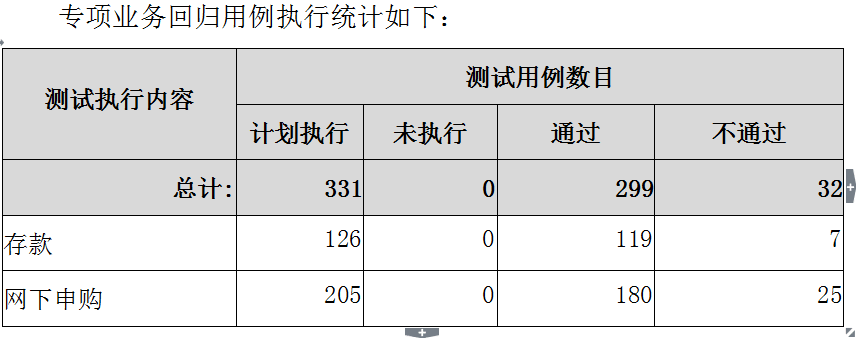 专项业务回归用例执行统计如下：
测试执行内容 测试用例数目
计划执行 未执行 通过 不通过
总计: 331 0 299 32
存款 126 0 119 7
网下申购 205 0 180 25